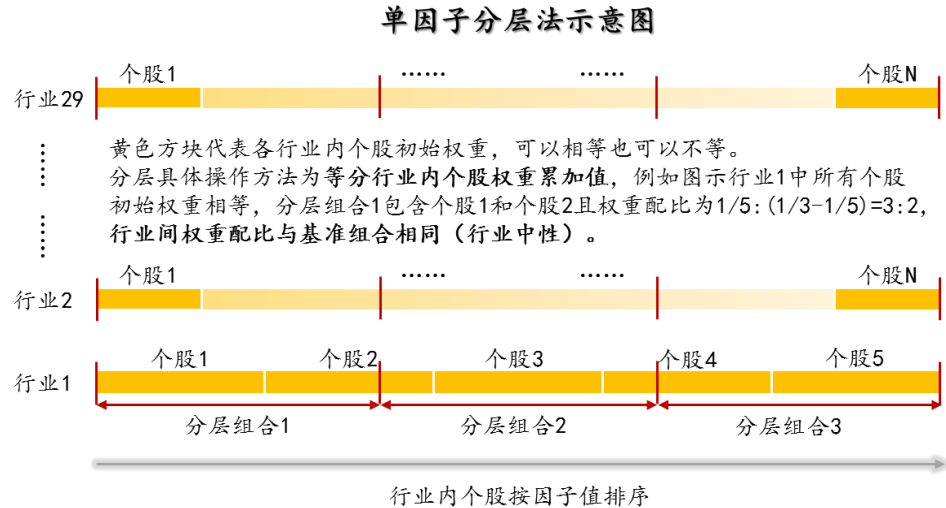 单因子分层法示意图
个股1 …… …… 个股N
行业29
黄色方块代表各行业内个股初始权重，可以相等也可以不等。
分层具体操作方法为等分行业内个股权重累加值，例如图示行业1中所有个股
初始权重相等，分层组合1包含个股1和个股2且权重配比为1/5:(1/3-1/5)=3:2，
行业间权重配比与基准组合相同（行业中性）。
……
……
个股1 …… …… 个股N
行业2
个股1 个股2 个股3 个股4 个股5
行业1
分层组合1 分层组合2 分层组合3
行业内个股按因子值排序